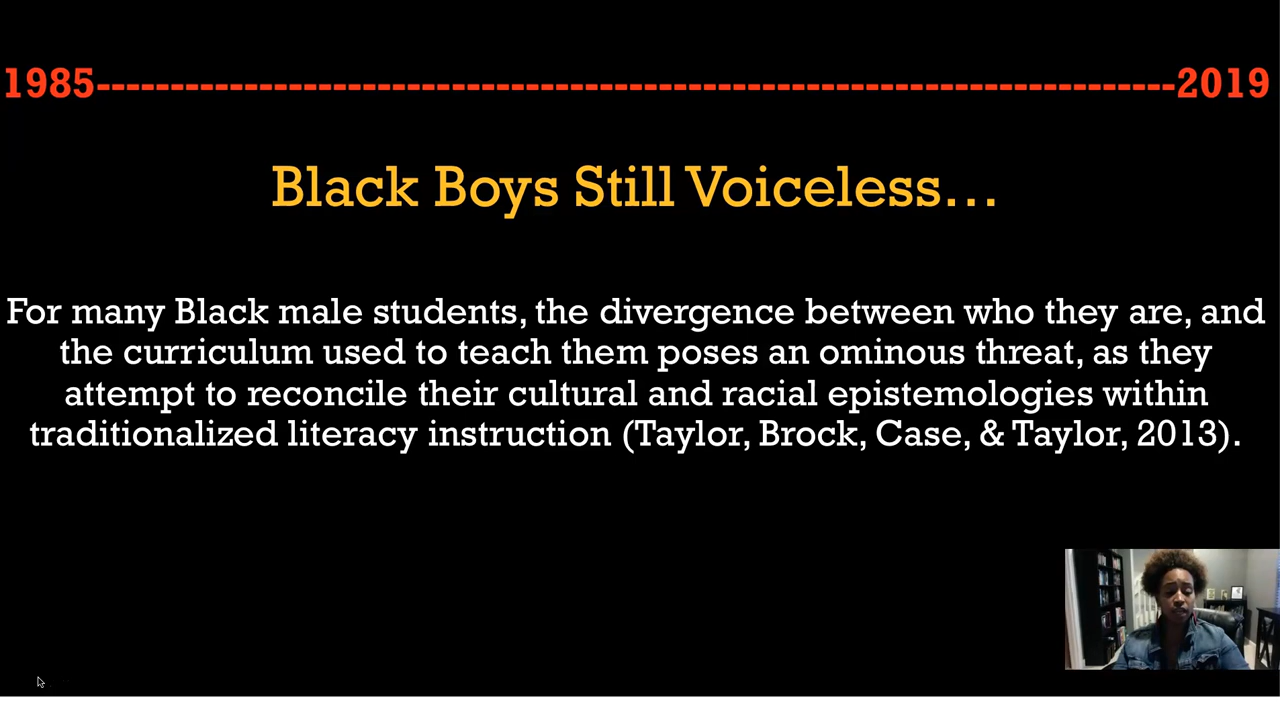 1985--------------------------------------------------------------------------2019
Black Boys Still Voiceless...
For many Black male students, the divergence between who they are, and
the curriculum used to teach them poses an ominous threat, as they
attempt to reconcile their cultural and racial epistemologies within
traditionalized literacy instruction (Taylor, Brock, Case, & Taylor, 2013).